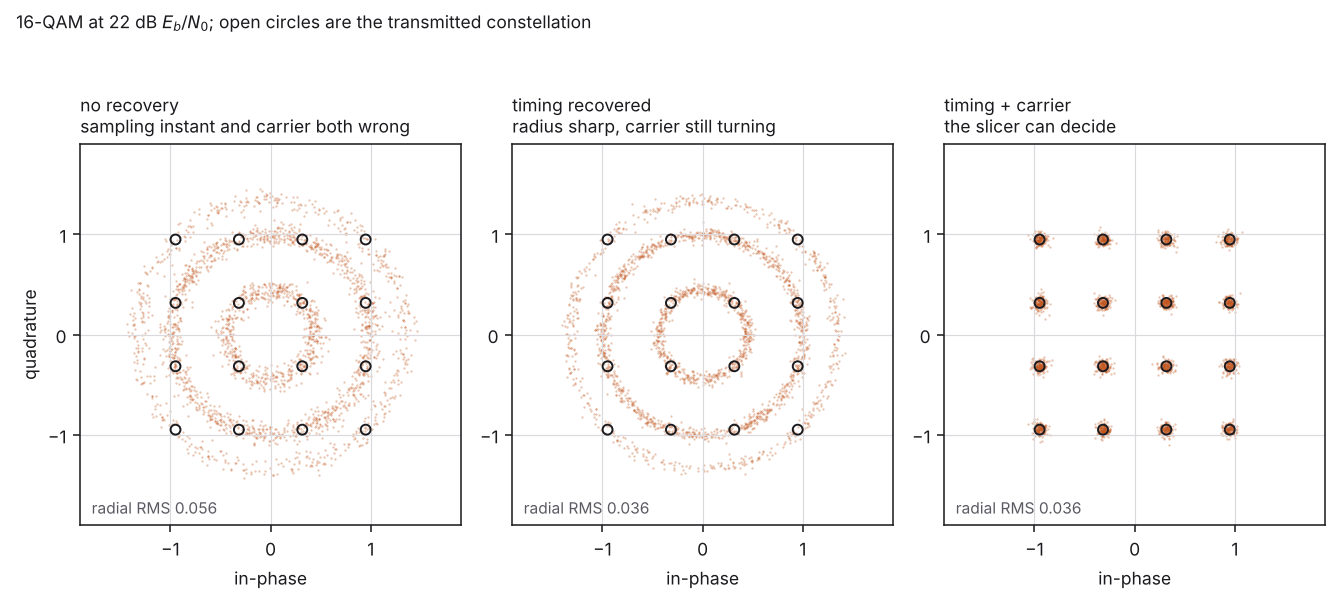 16-QAM at 22 dB E_b/N_0; open circles are the transmitted constellation
no recovery
sampling instant and carrier both wrong
timing recovered
radius sharp, carrier still turning
timing + carrier
the slicer can decide
quadrature
1
0
−1
radial RMS 0.056
−1
0
1
in-phase
1
0
−1
radial RMS 0.036
−1
0
1
in-phase
1
0
−1
radial RMS 0.036
−1
0
1
in-phase